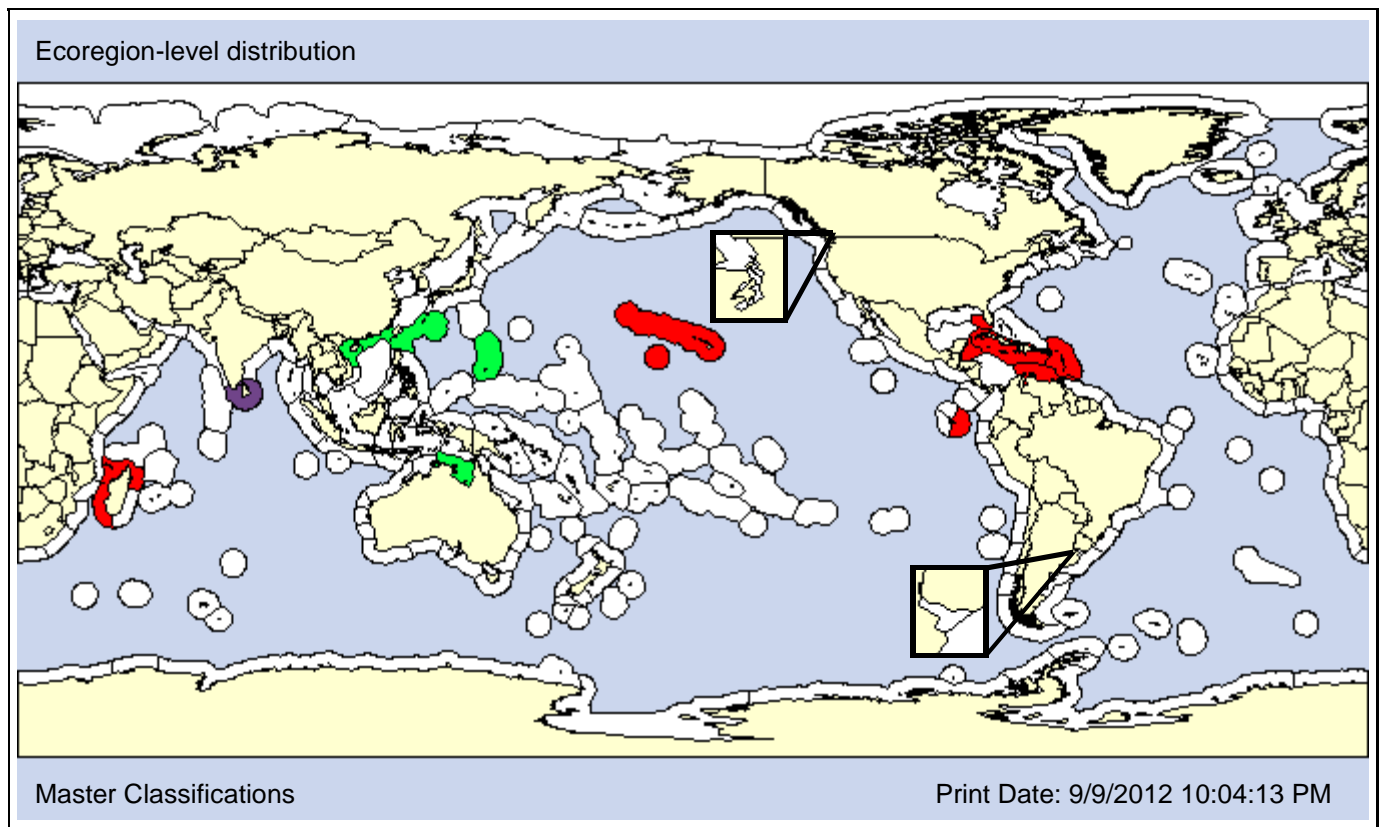 Ecoregion-level distribution
Master Classifications
Print Date: 9/9/2012 10:04:13 PM